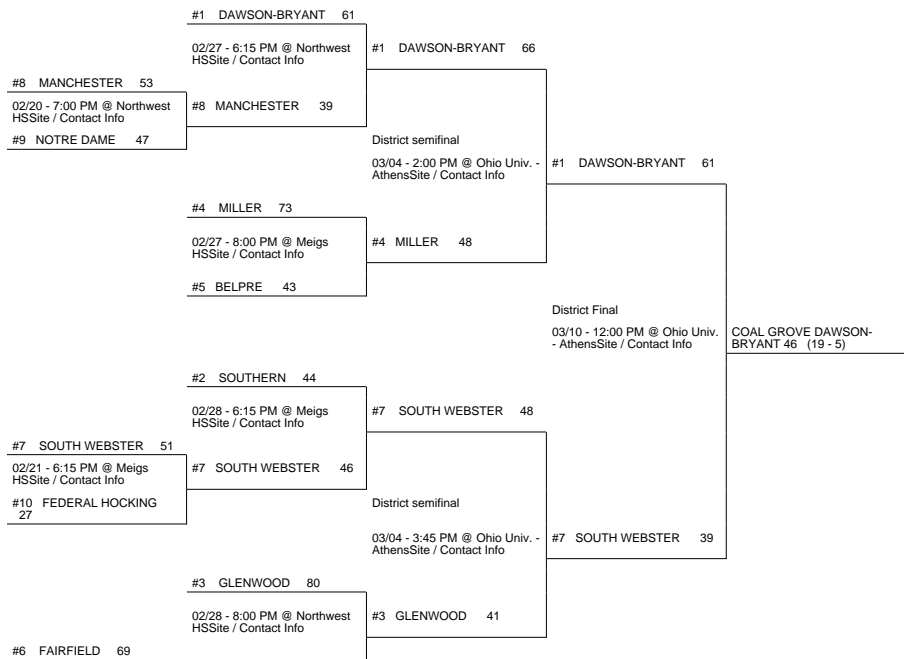 #1 DAWSON-BRYANT 61
02/27 - 6:15 PM @ Northwest
HSSite / Contact Info
#1 DAWSON-BRYANT 66
#8 MANCHESTER 53
02/20 - 7:00 PM @ Northwest
HSSite / Contact Info
#8 MANCHESTER 39
#9 NOTRE DAME 47
District semifinal
03/04 - 2:00 PM @ Ohio Univ. -
AthensSite / Contact Info
#1 DAWSON-BRYANT 61
#4 MILLER 73
02/27 - 8:00 PM @ Meigs
HSSite / Contact Info
#4 MILLER 48
#5 BELPRE 43
District Final
03/10 - 12:00 PM @ Ohio Univ.
- AthensSite / Contact Info
COAL GROVE DAWSON-
BRYANT 46 (19 - 5)
#2 SOUTHERN 44
02/28 - 6:15 PM @ Meigs
HSSite / Contact Info
#7 SOUTH WEBSTER 48
#7 SOUTH WEBSTER 51
02/21 - 6:15 PM @ Meigs
HSSite / Contact Info
#7 SOUTH WEBSTER 46
#10 FEDERAL HOCKING
27
District semifinal
03/04 - 3:45 PM @ Ohio Univ. -
AthensSite / Contact Info
#7 SOUTH WEBSTER 39
#3 GLENWOOD 80
02/28 - 8:00 PM @ Northwest
HSSite / Contact Info
#3 GLENWOOD 41
#6 FAIRFIELD 69